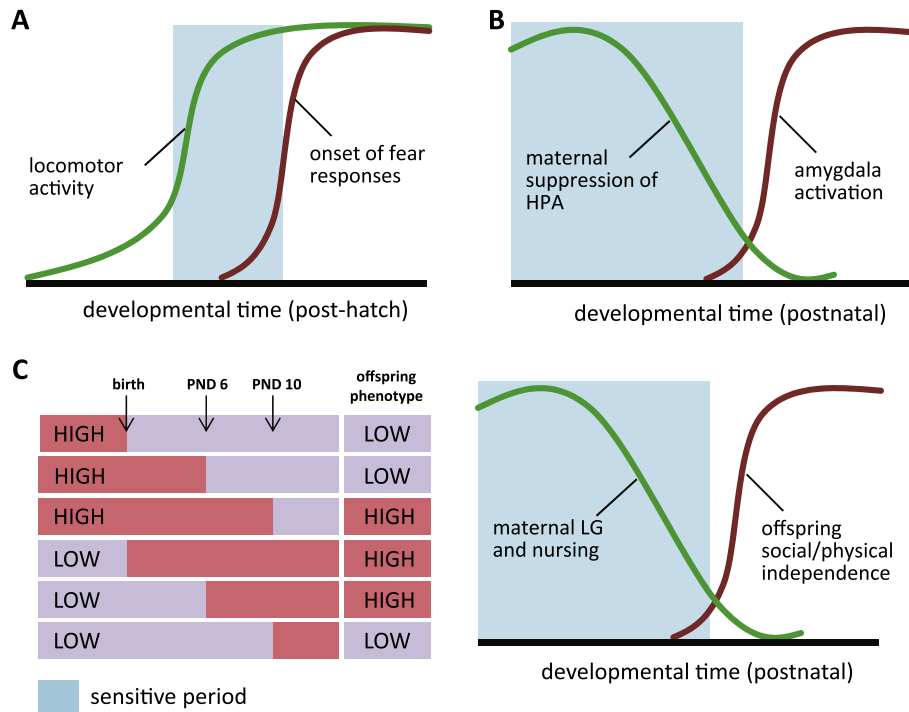 A
locomotor
activity
onset of fear
responses
developmental time (post-hatch)
B
maternal
suppression of
HPA
amygdala
activation
developmental time (postnatal)
C
birth
PND 6
PND 10
offspring
phenotype
HIGH
LOW
HIGH
LOW
HIGH
HIGH
LOW
HIGH
LOW
HIGH
LOW
LOW
sensitive period
maternal LG
and nursing
offspring
social/physical
independence
developmental time (postnatal)